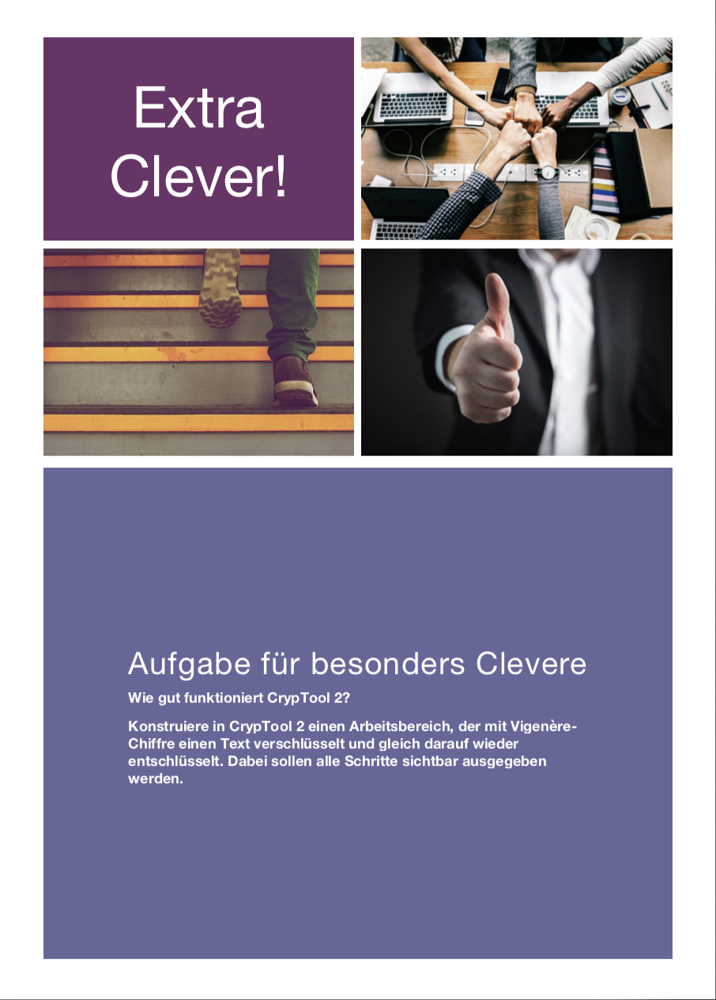 Extra
Clever!
Aufgabe für besonders Clevere
Wie gut funktioniert CrypTool 2?
Konstruiere in CrypTool 2 einen Arbeitsbereich, der mit Vigenère-
Chiffre einen Text verschlüsselt und gleich darauf wieder
entschlüsselt. Dabei sollen alle Schritte sichtbar ausgegeben
werden.